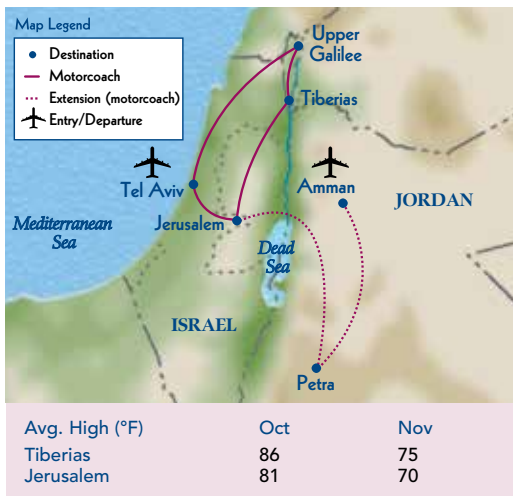 Map Legend
Destination
Motorcoach
Extension (motorcoach)
Entry/Departure
Upper
Galilee
Tiberias
Tel Aviv
Amman
JORDAN
Mediterranean
Sea
Jerusalem
Dead
Sea
ISRAEL
Petra
Avg. High (°F) Oct Nov
Tiberias 86 75
Jerusalem 81 70